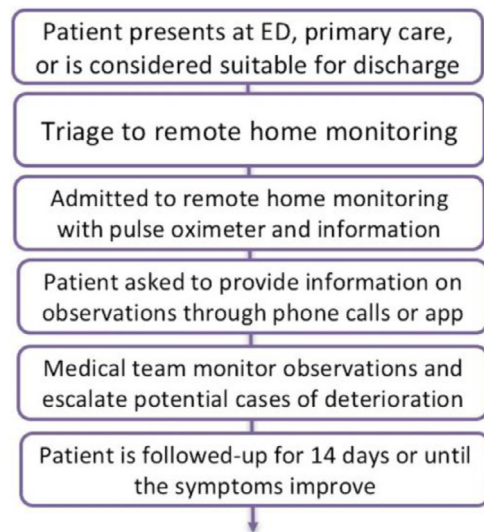 Patient presents at ED, primary care,
or is considered suitable for discharge
Triage to remote home monitoring
Admitted to remote home monitoring
with pulse oximeter and information
Patient asked to provide information on
observations through phone calls or app
Medical team monitor observations and
escalate potential cases of deterioration
Patient is followed-up for 14 days or until
the symptoms improve